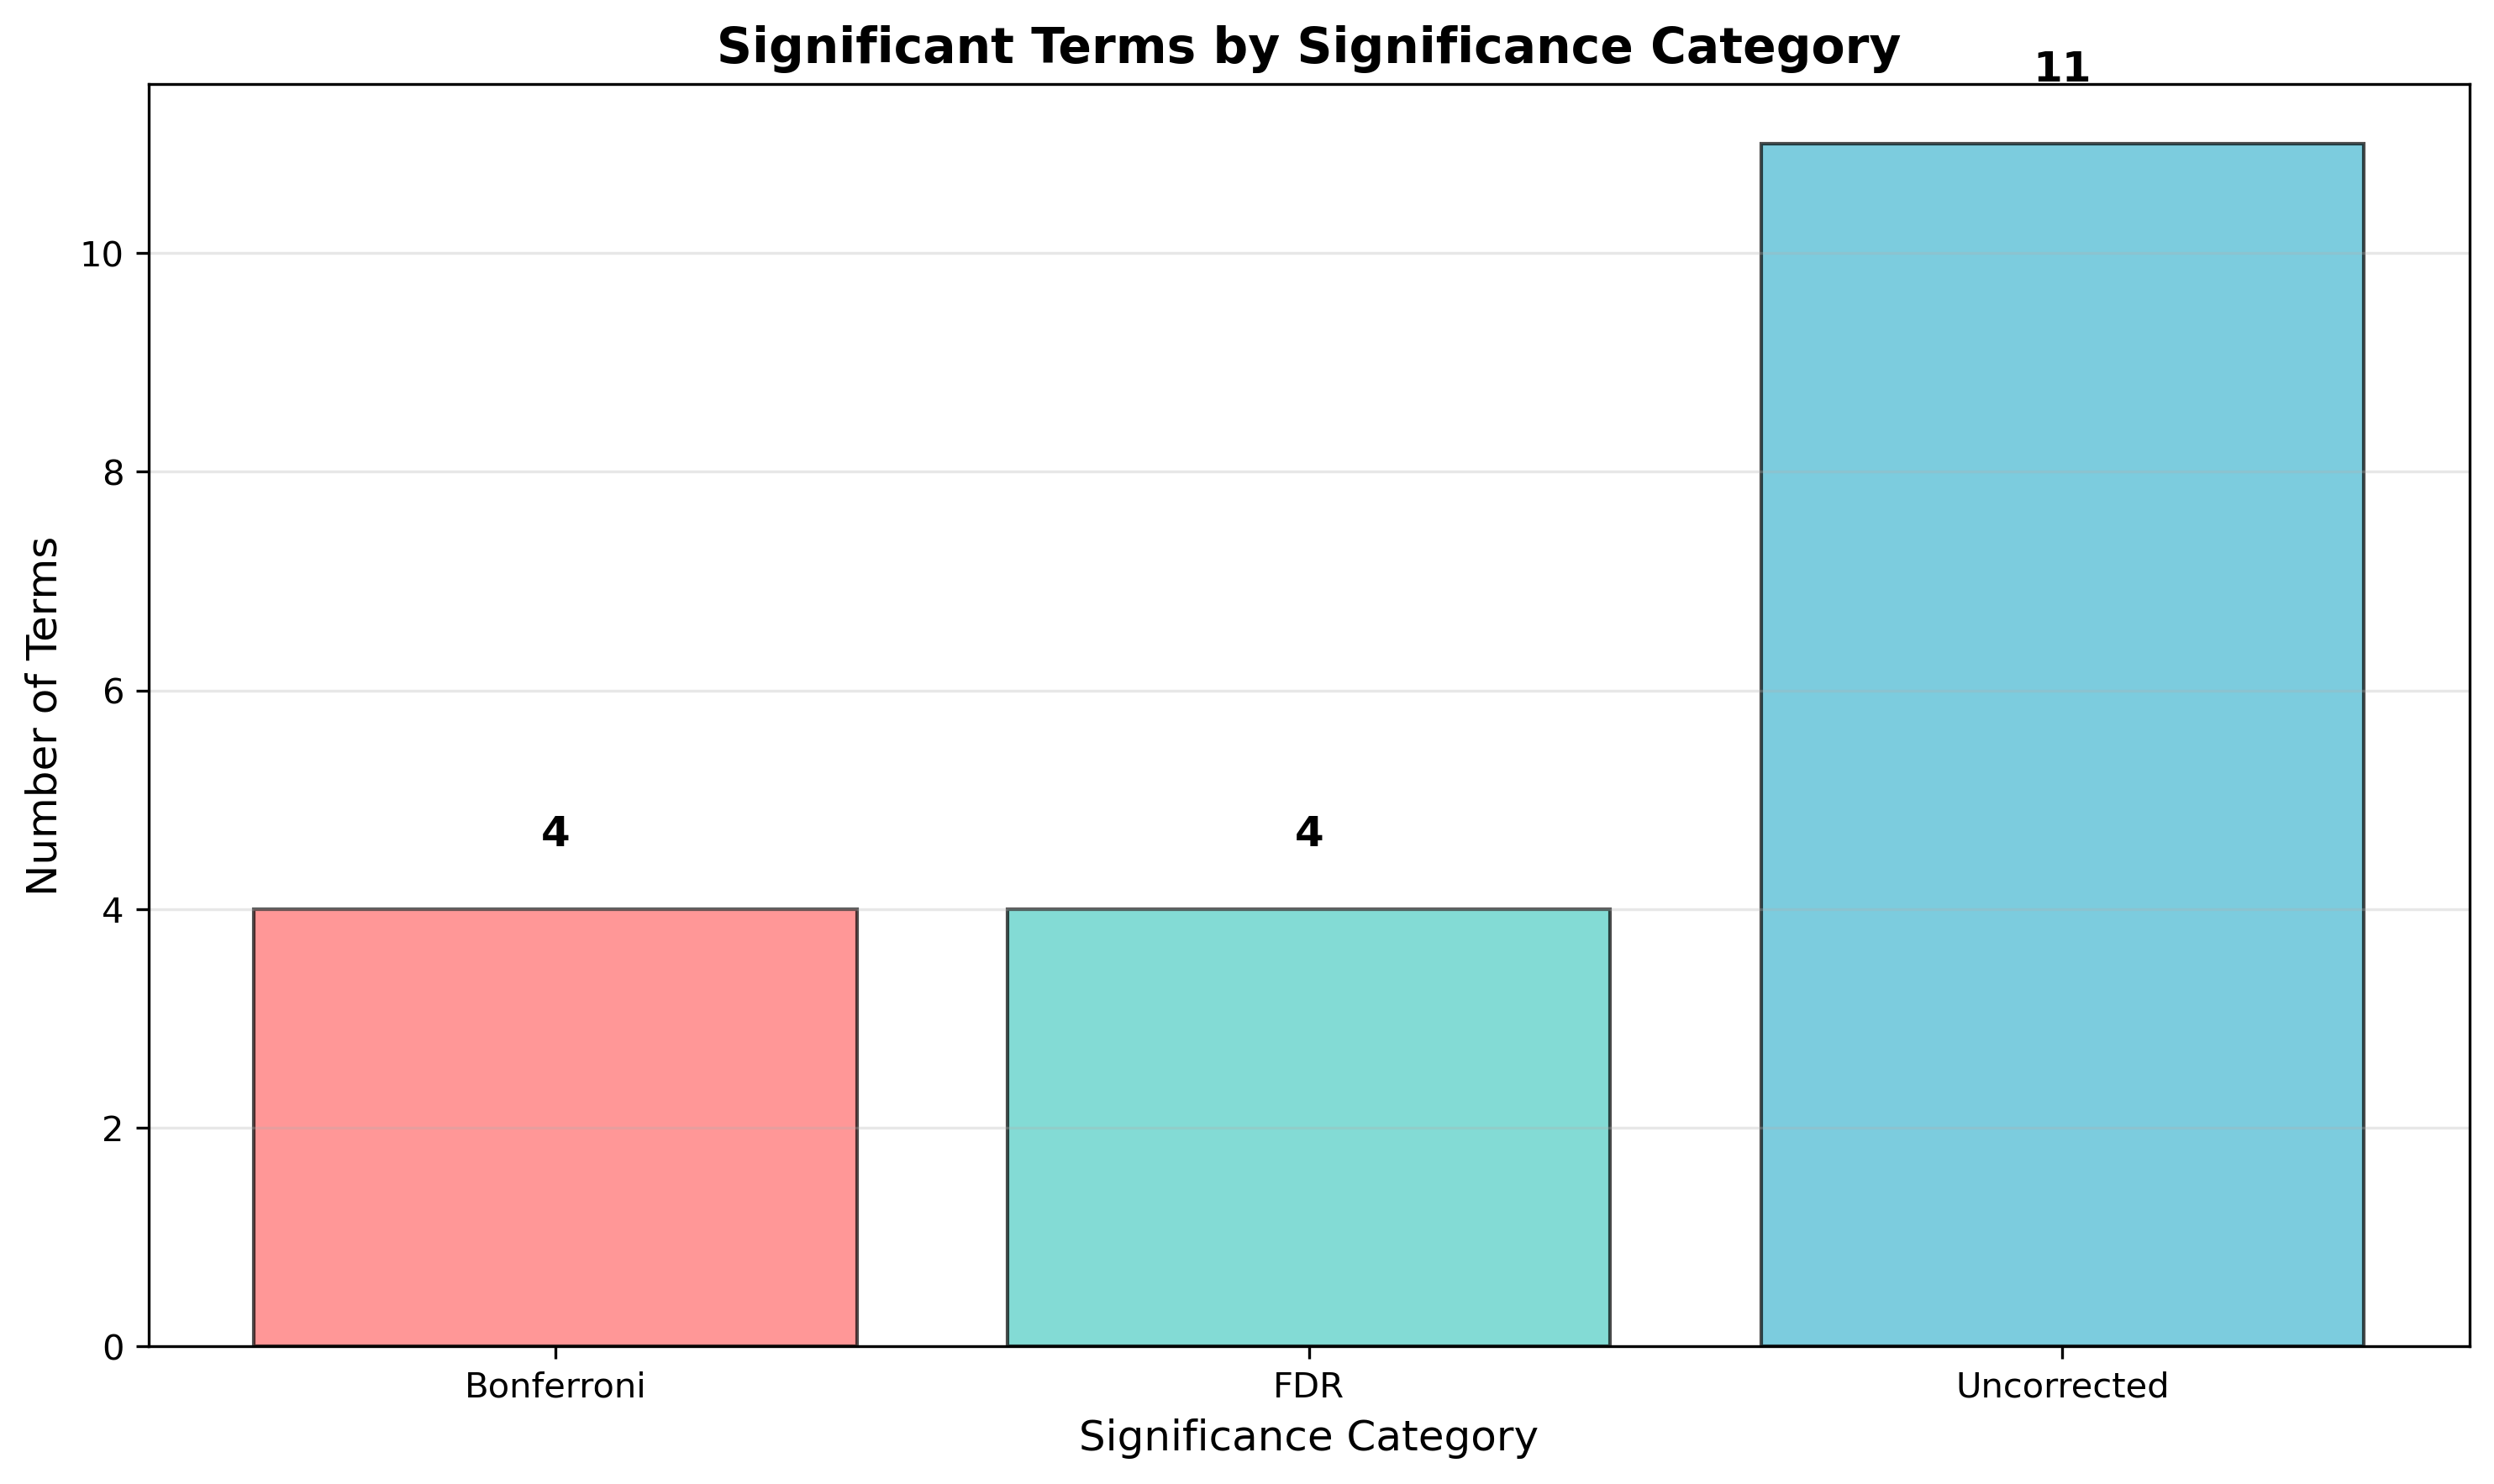 Significant Terms by Significance Category
11
10
8
6
4
2
0
Number of Terms
4
4
Bonferroni
FDR
Uncorrected
Significance Category